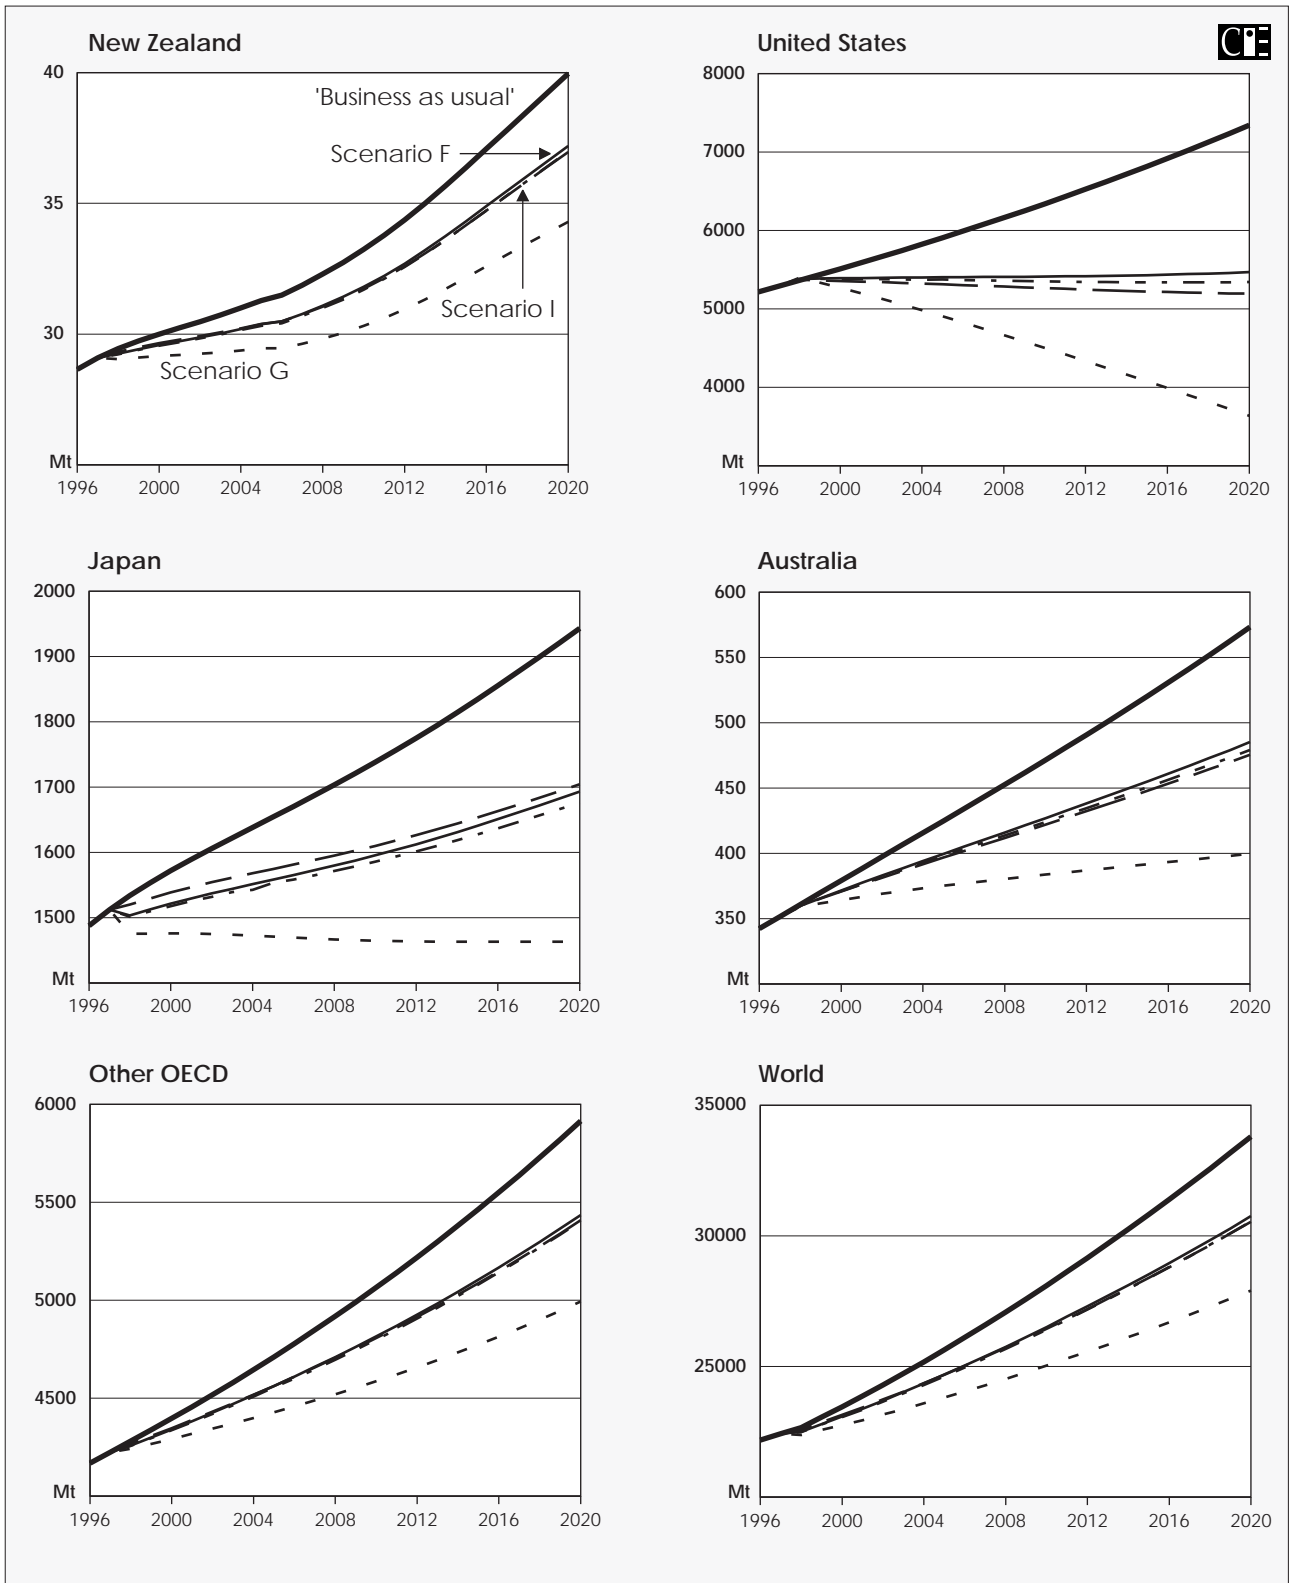 New Zealand
40
35
30
Mt
1996 2000 2004 2008 2012 2016 2020
'Business as usual'
Scenario F
Scenario I
Scenario G
United States
CIE
8000
7000
6000
5000
4000
Mt
1996 2000 2004 2008 2012 2016 2020
Japan
2000
1900
1800
1700
1600
1500
Mt
1996 2000 2004 2008 2012 2016 2020
Australia
600
550
500
450
400
350
Mt
1996 2000 2004 2008 2012 2016 2020
Other OECD
6000
5500
5000
4500
Mt
1996 2000 2004 2008 2012 2016 2020
World
35000
30000
25000
Mt
1996 2000 2004 2008 2012 2016 2020